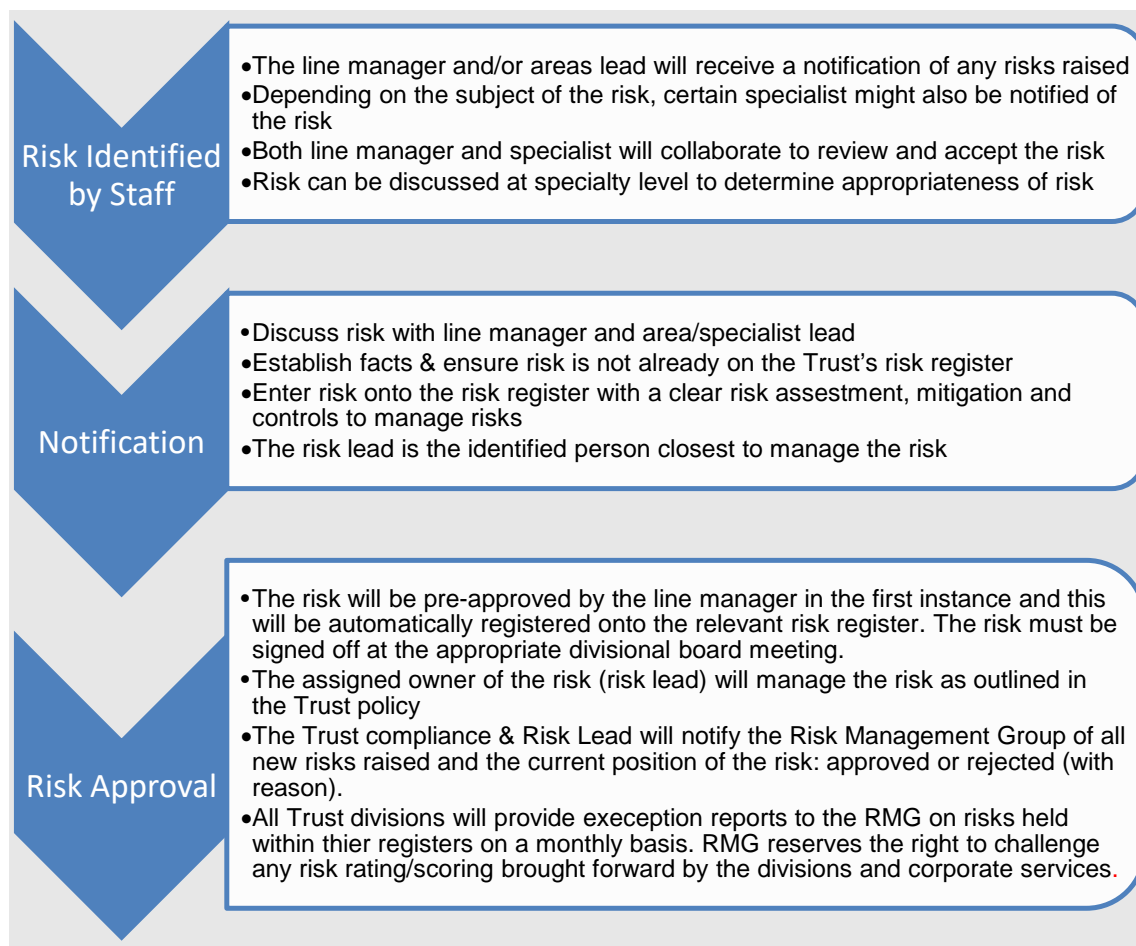 Risk Identified
by Staff
•The line manager and/or areas lead will receive a notification of any risks raised
•Depending on the subject of the risk, certain specialist might also be notified of
the risk
•Both line manager and specialist will collaborate to review and accept the risk
•Risk can be discussed at specialty level to determine appropriateness of risk
Notification
•Discuss risk with line manager and area/specialist lead
•Establish facts & ensure risk is not already on the Trust's risk register
•Enter risk onto the risk register with a clear risk assestment, mitigation and
controls to manage risks
•The risk lead is the identified person closest to manage the risk
Risk Approval
•The risk will be pre-approved by the line manager in the first instance and this
will be automatically registered onto the relevant risk register. The risk must be
signed off at the appropriate divisional board meeting.
•The assigned owner of the risk (risk lead) will manage the risk as outlined in
the Trust policy
•The Trust compliance & Risk Lead will notify the Risk Management Group of all
new risks raised and the current position of the risk: approved or rejected (with
reason).
•All Trust divisions will provide exeception reports to the RMG on risks held
within thier registers on a monthly basis. RMG reserves the right to challenge
any risk rating/scoring brought forward by the divisions and corporate services.